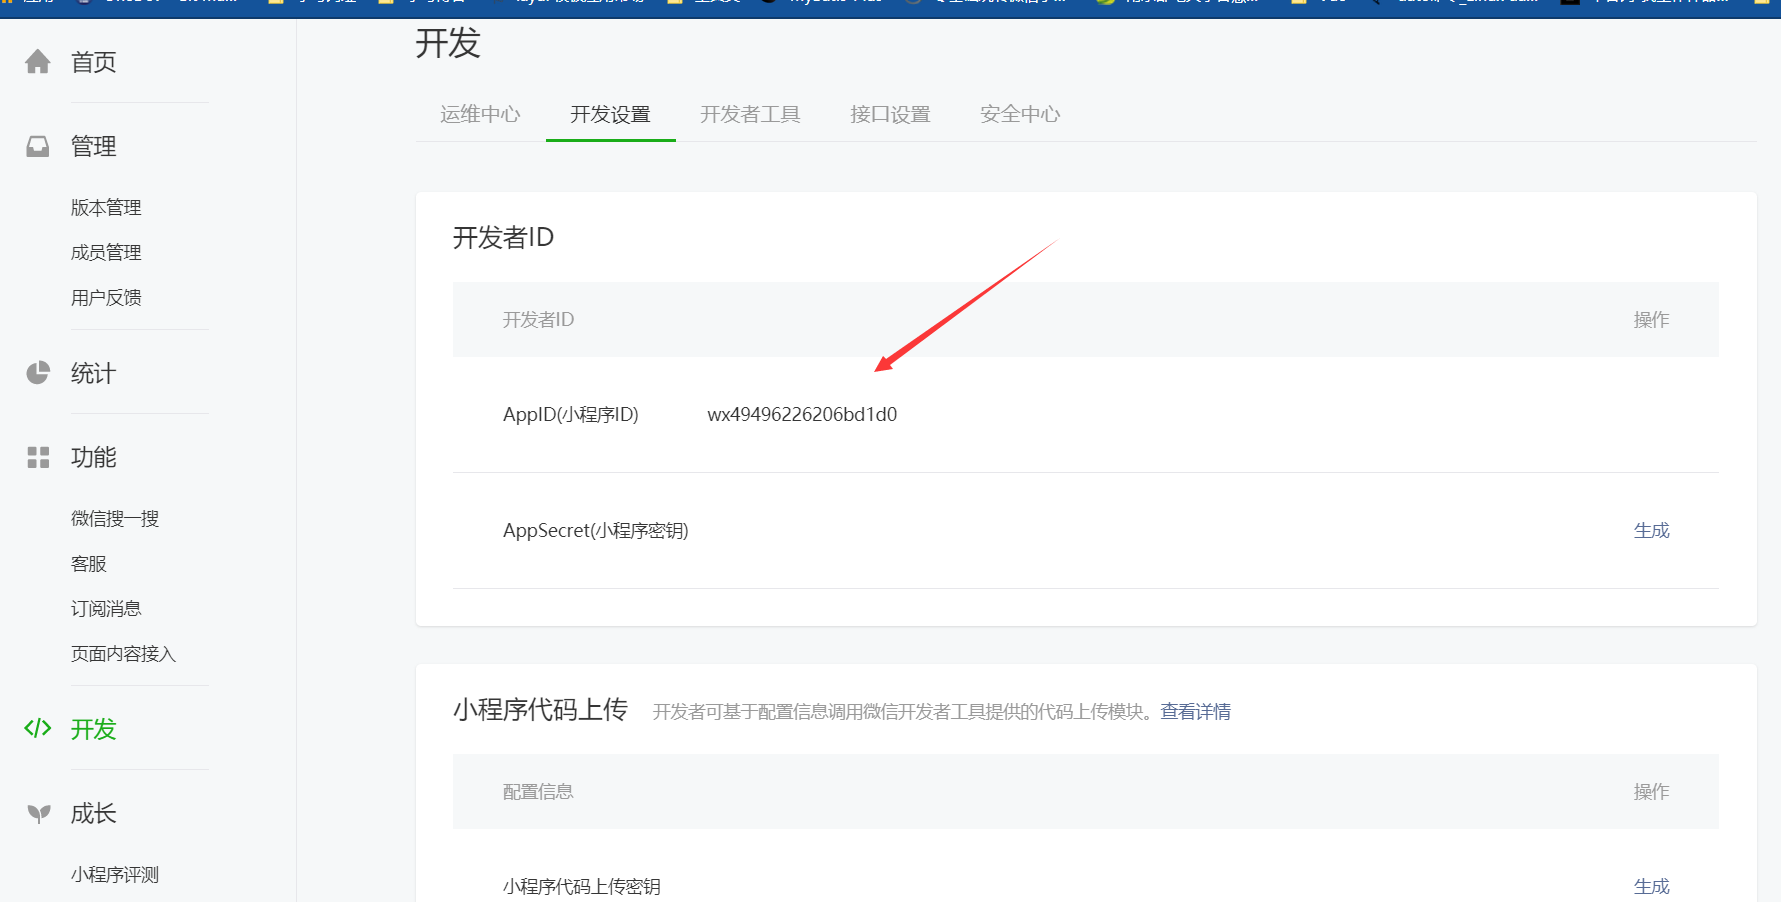 首页
管理
版本管理
成员管理
用户反馈
统计
功能
微信搜一搜
客服
订阅消息
页面内容接入
开发
成长
小程序评测
开发
运维中心 开发设置 开发者工具 接口设置 安全中心
开发者ID
开发者ID 操作
AppID(小程序ID) wx49496226206bd1d0
AppSecret(小程序密钥) 生成
小程序代码上传 开发者可基于配置信息调用微信开发者工具提供的代码上传模块。查看详情
配置信息 操作
小程序代码上传密钥 生成